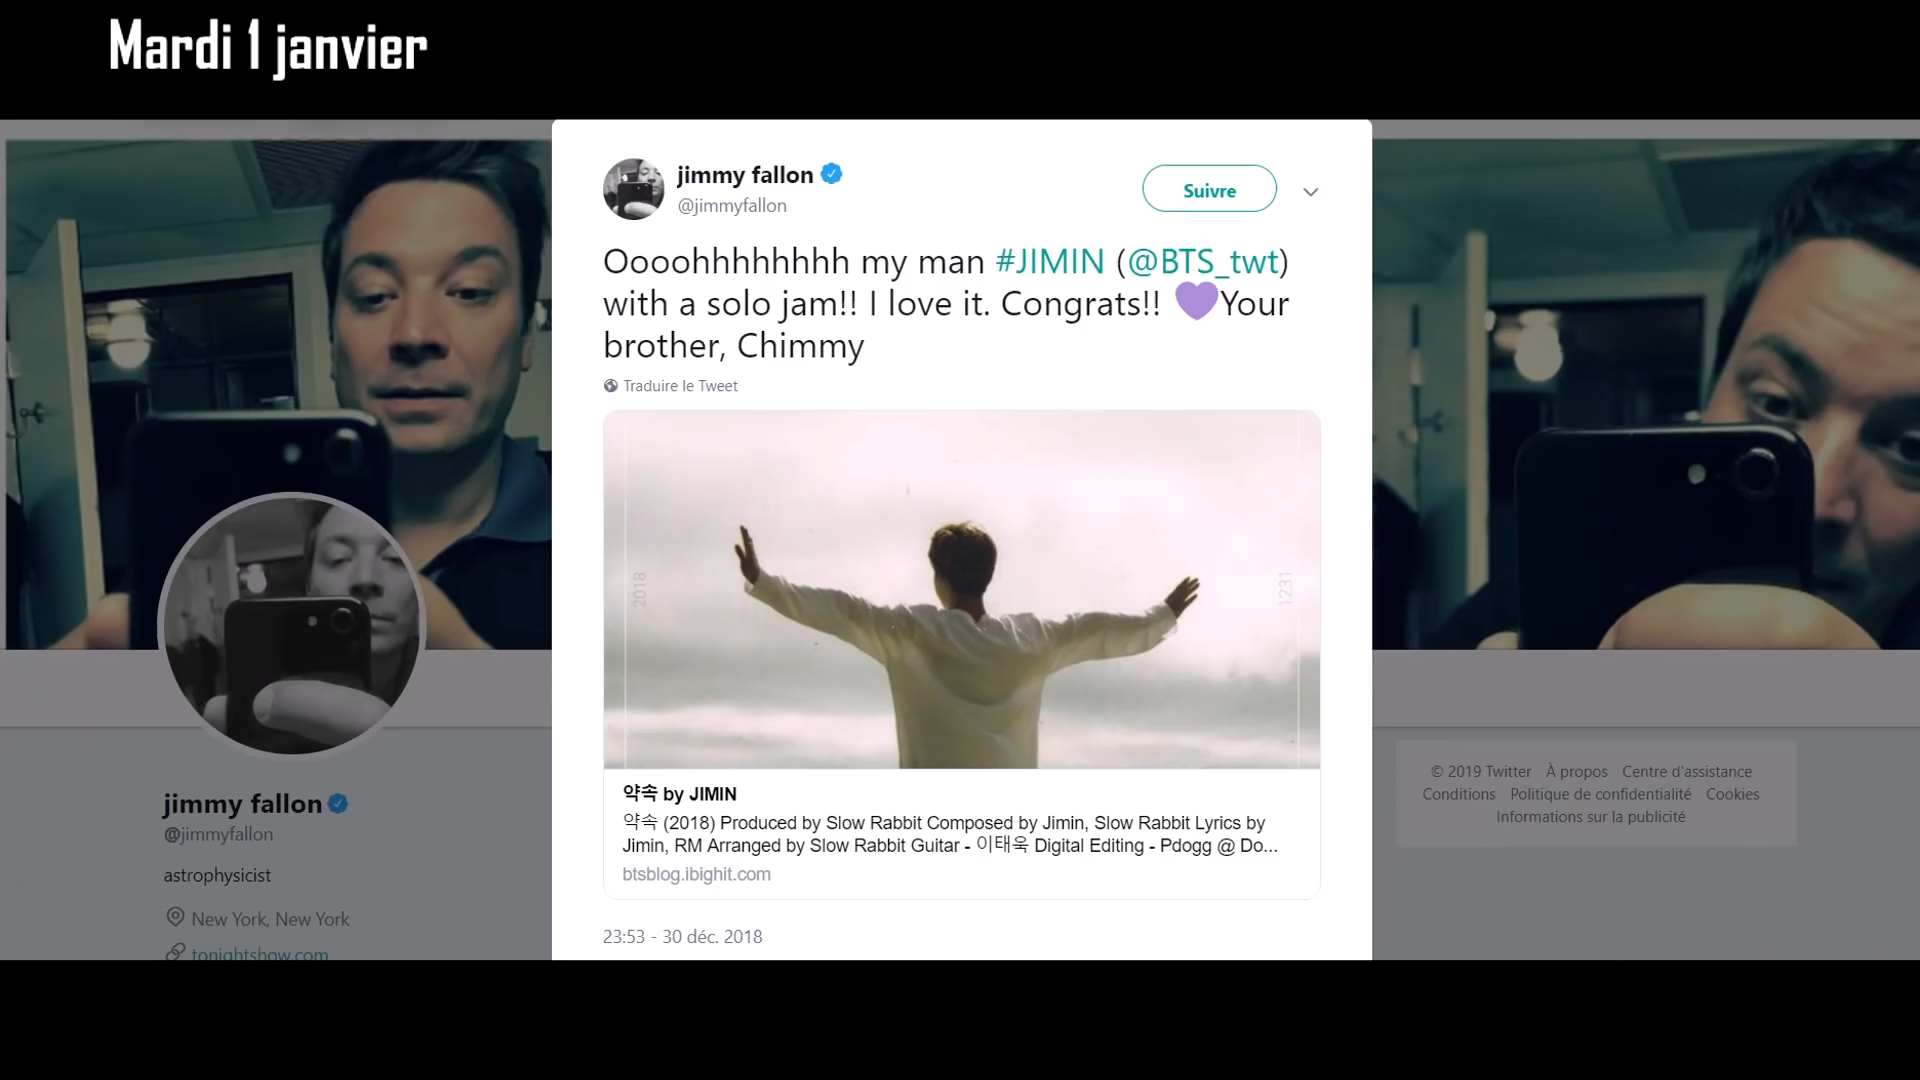 Mardi 1 janvier
jimmy fallon
@jimmyfallon
Suivre
Oooohhhhhhhh my man #JIMIN (@BTS_twt)
with a solo jam!! I love it. Congrats!! 💜Your
brother, Chimmy
Traduire le Tweet
2018
1231
약속 by JIMIN
약속 (2018) Produced by Slow Rabbit Composed by Jimin, Slow Rabbit Lyrics by
Jimin, RM Arranged by Slow Rabbit Guitar - 이태욱 Digital Editing - Pdogg @ Do...
btsblog.ibighit.com
23:53 - 30 déc. 2018
jimmy fallon
@jimmyfallon
astrophysicist
New York, New York
tonightshow.com
© 2019 Twitter À propos Centre d'assistance
Conditions Politique de confidentialité Cookies
Informations sur la publicité